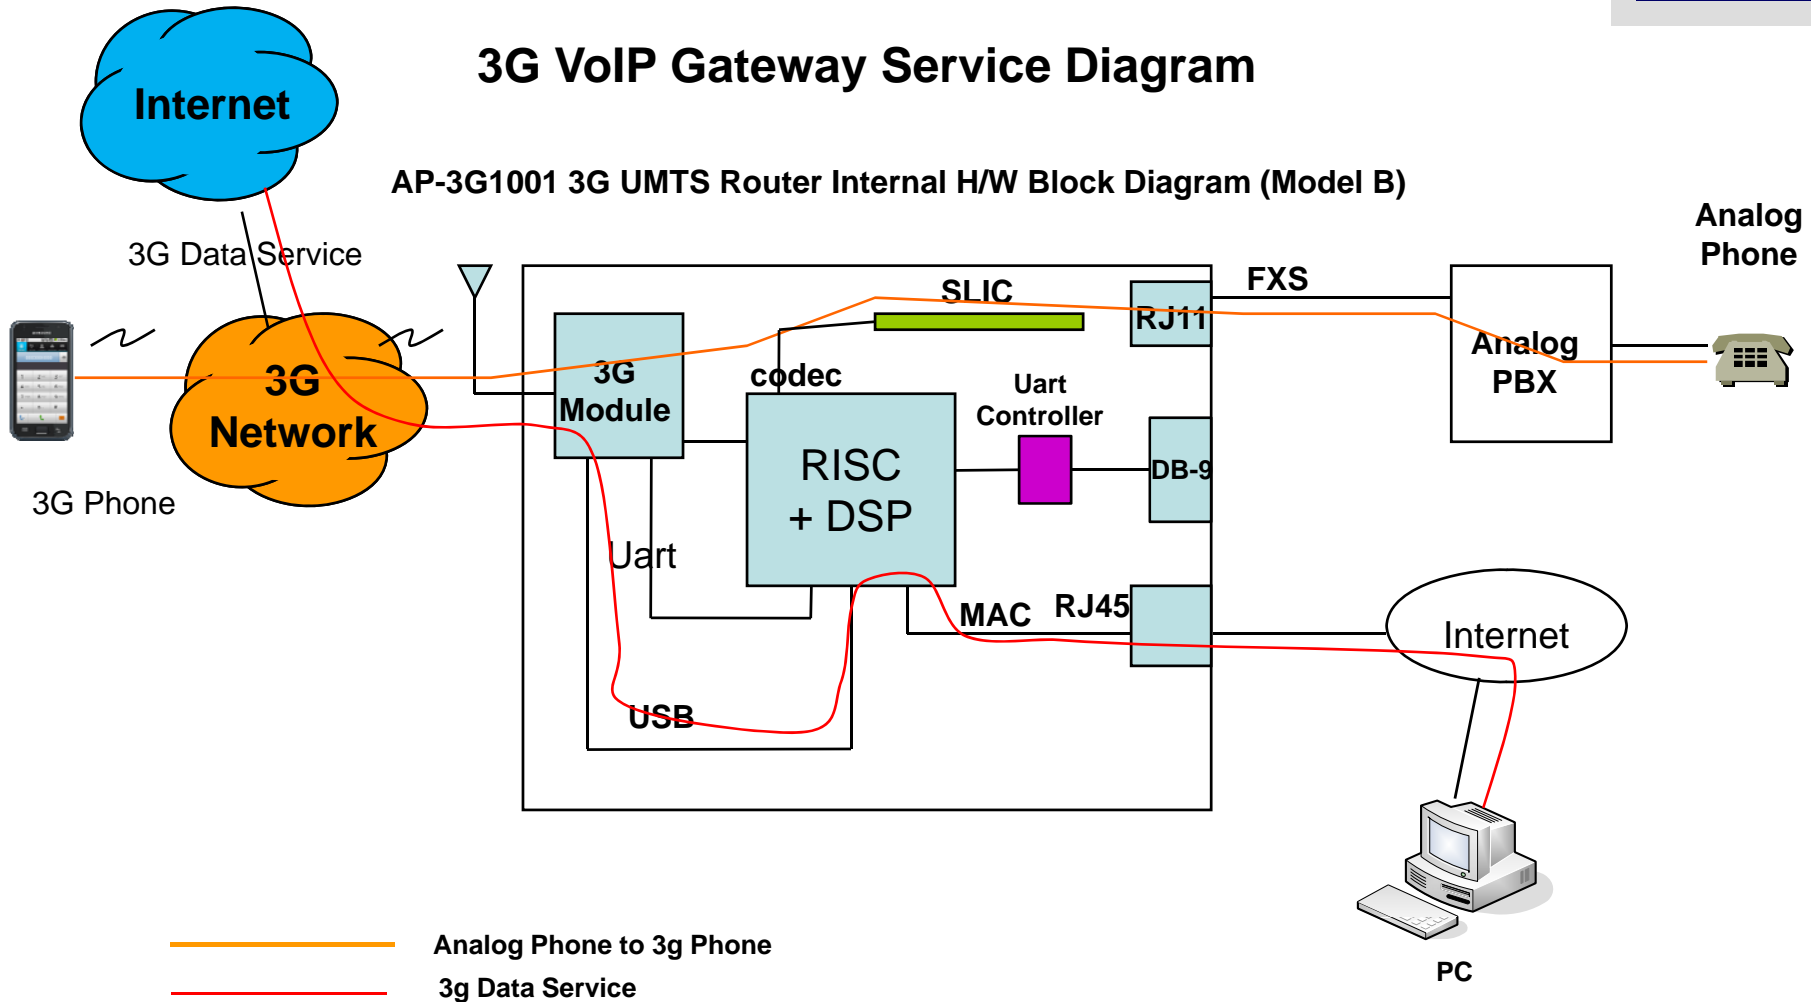 3G VoIP Gateway Service Diagram
Internet
AP-3G1001 3G UMTS Router Internal H/W Block Diagram (Model B)
Analog
Phone
3G Data Service
SLIC
FXS
RJ11
3G
Module
codec
Uart
Controller
Analog
PBX
3G
Network
RISC
+ DSP
DB-9
3G Phone
Uart
MAC
RJ45
Internet
USB
Analog Phone to 3g Phone
3g Data Service
PC